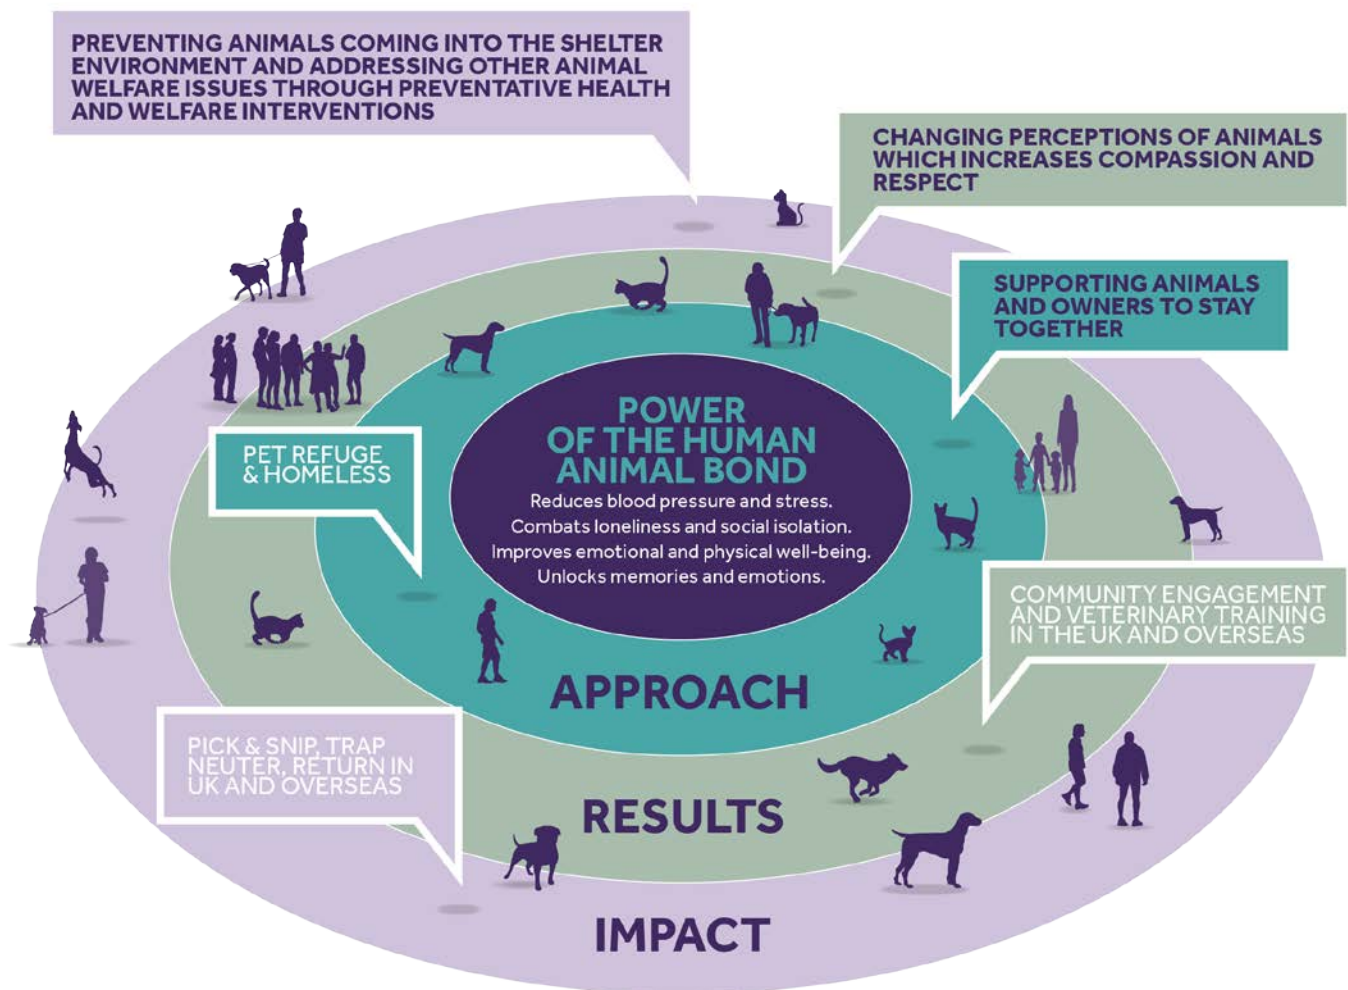 PREVENTING ANIMALS COMING INTO THE SHELTER
ENVIRONMENT AND ADDRESSING OTHER ANIMAL
WELFARE ISSUES THROUGH PREVENTATIVE HEALTH
AND WELFARE INTERVENTIONS
CHANGING PERCEPTIONS OF ANIMALS
WHICH INCREASES COMPASSION AND
RESPECT
SUPPORTING ANIMALS
AND OWNERS TO STAY
TOGETHER
POWER
OF THE HUMAN
ANIMAL BOND
Reduces blood pressure and stress.
Combats loneliness and social isolation.
Improves emotional and physical well-being.
Unlocks memories and emotions.
PET REFUGE
& HOMELESS
COMMUNITY ENGAGEMENT
AND VETERINARY TRAINING
IN THE UK AND OVERSEAS
APPROACH
PICK & SNIP, TRAP
NEUTER, RETURN IN
UK AND OVERSEAS
RESULTS
IMPACT